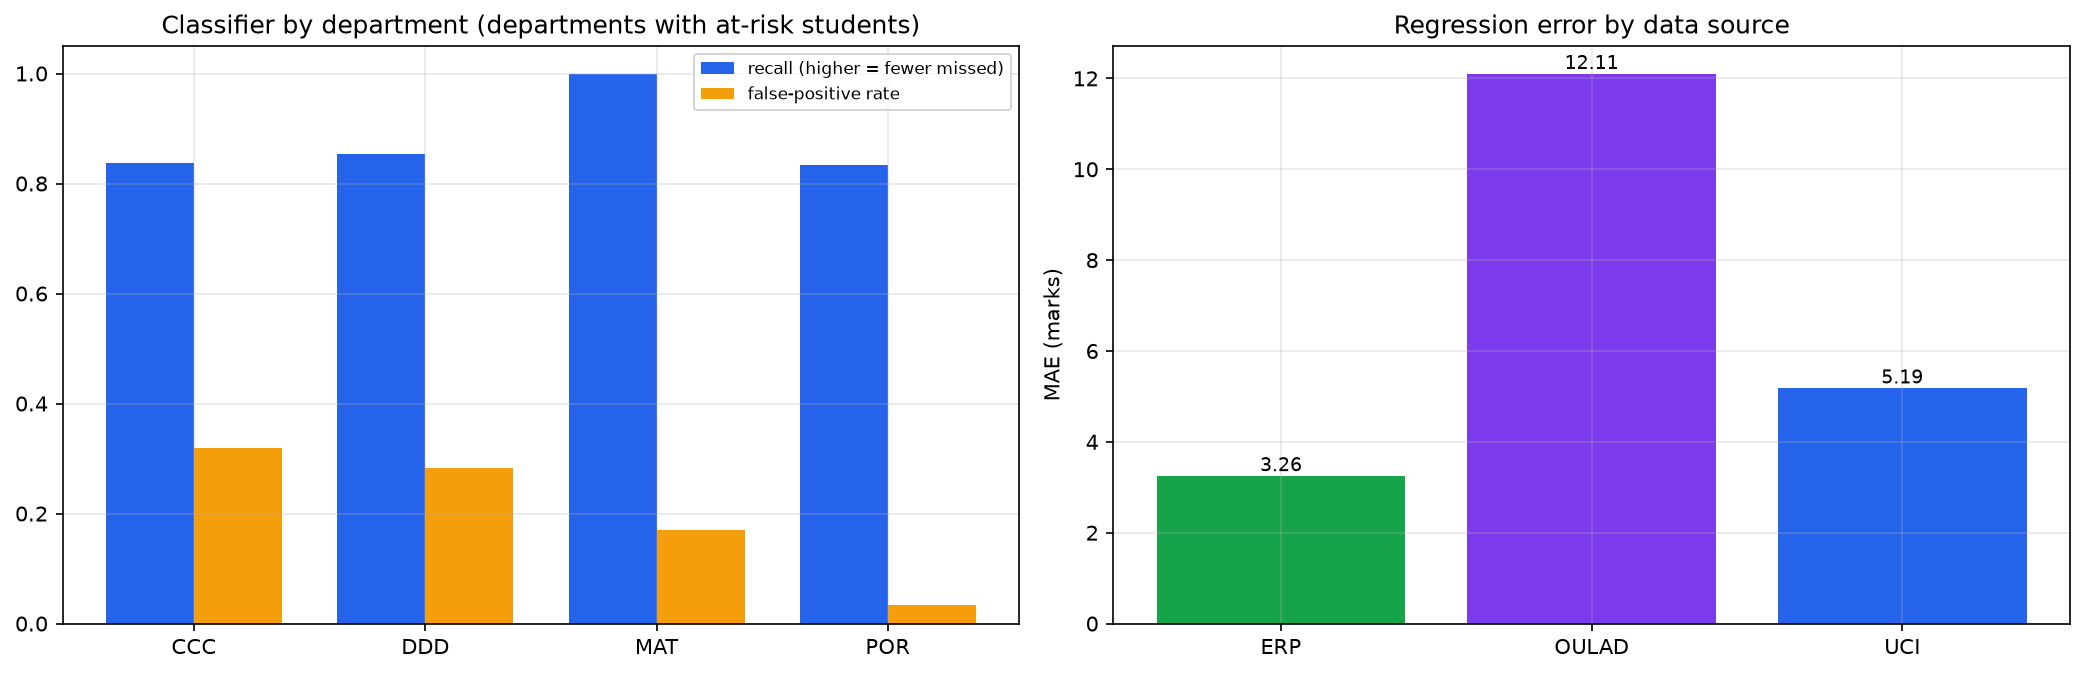 Classifier by department (departments with at-risk students)
recall (higher = fewer missed)
false-positive rate
1.0
0.8
0.6
0.4
0.2
0.0
CCC DDD MAT POR
Regression error by data source
MAE (marks)
12
10
8
6
4
2
0
3.26
12.11
5.19
ERP OULAD UCI